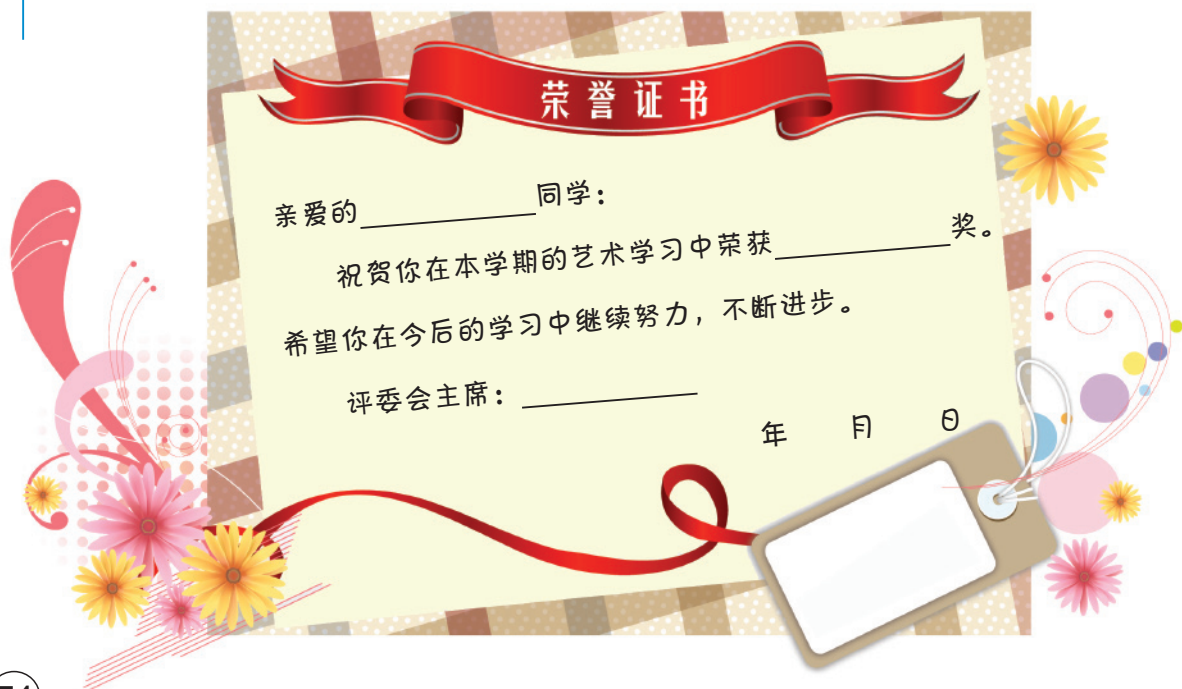 荣誉证书
亲爱的__________同学：
祝贺你在本学期的艺术学习中荣获__________奖。
希望你在今后的学习中继续努力，不断进步。
评委会主席：__________
年 月 日